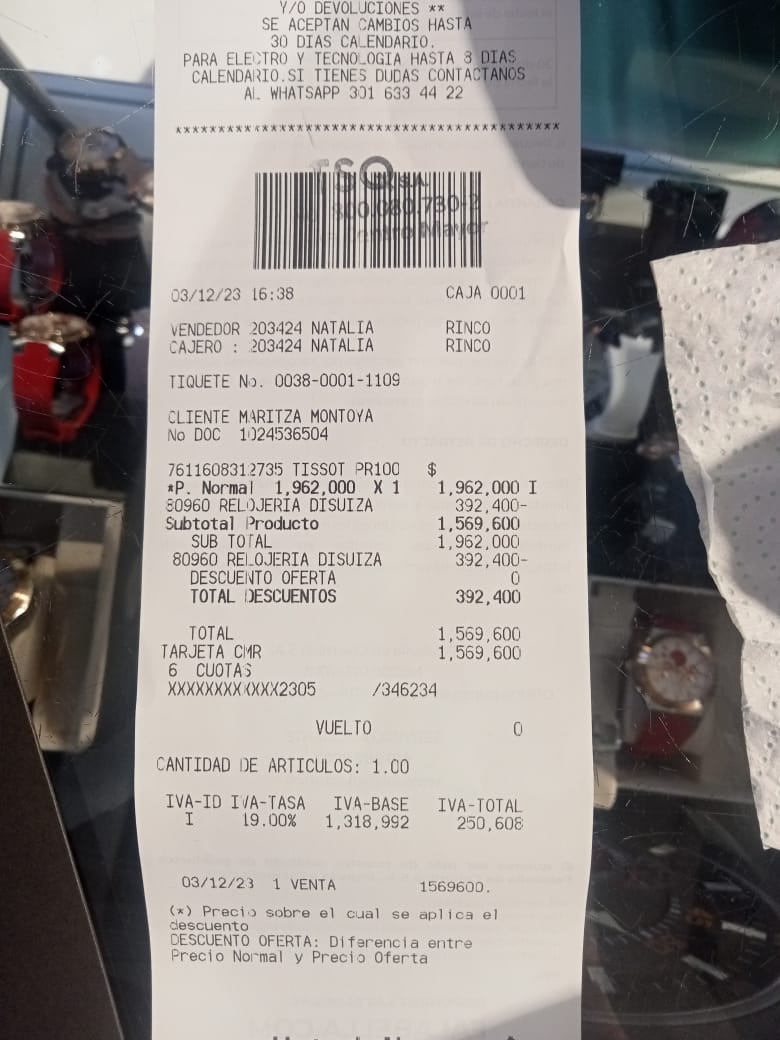 Y/O DEVOLUCIONES **
SE ACEPTAN CAMBIOS HASTA
30 DIAS CALENDARIO.
PARA ELECTRO Y TECNOLOGIA HASTA 8 DIAS
CALENDARIO.SI TIENES DUDAS CONTACTANOS
AL WHATSAPP 301 633 44 22
******************************************
800.080.730-2
Centro Mayor
03/12/23 16:38 CAJA 0001
VENDEDOR 203424 NATALIA RINCO
CAJERO : 203424 NATALIA RINCO
TIQUETE No. 0038-0001-1109
CLIENTE MARITZA MONTOYA
No DOC 1024536504
7611608312735 TISSOT PR100 $
*P. Normal 1,962,000 X 1 1,962,000 I
80960 RELOJERIA DISUIZA 392,400-
Subtotal Producto 1,569,600
SUB TOTAL 1,962,000
80960 RELOJERIA DISUIZA 392,400-
DESCUENTO OFERTA 0
TOTAL DESCUENTOS 392,400
TOTAL 1,569,600
TARJETA CMR 1,569,600
6 CUOTAS
XXXXXXXXXXXX2305 /346234
VUELTO 0
CANTIDAD DE ARTICULOS: 1.00
IVA-ID IVA-TASA IVA-BASE IVA-TOTAL
I 19.00% 1,318,992 250,608
03/12/23 1 VENTA 1569600.
(*) Precio sobre el cual se aplica el
descuento
DESCUENTO OFERTA: Diferencia entre
Precio Normal y Precio Oferta